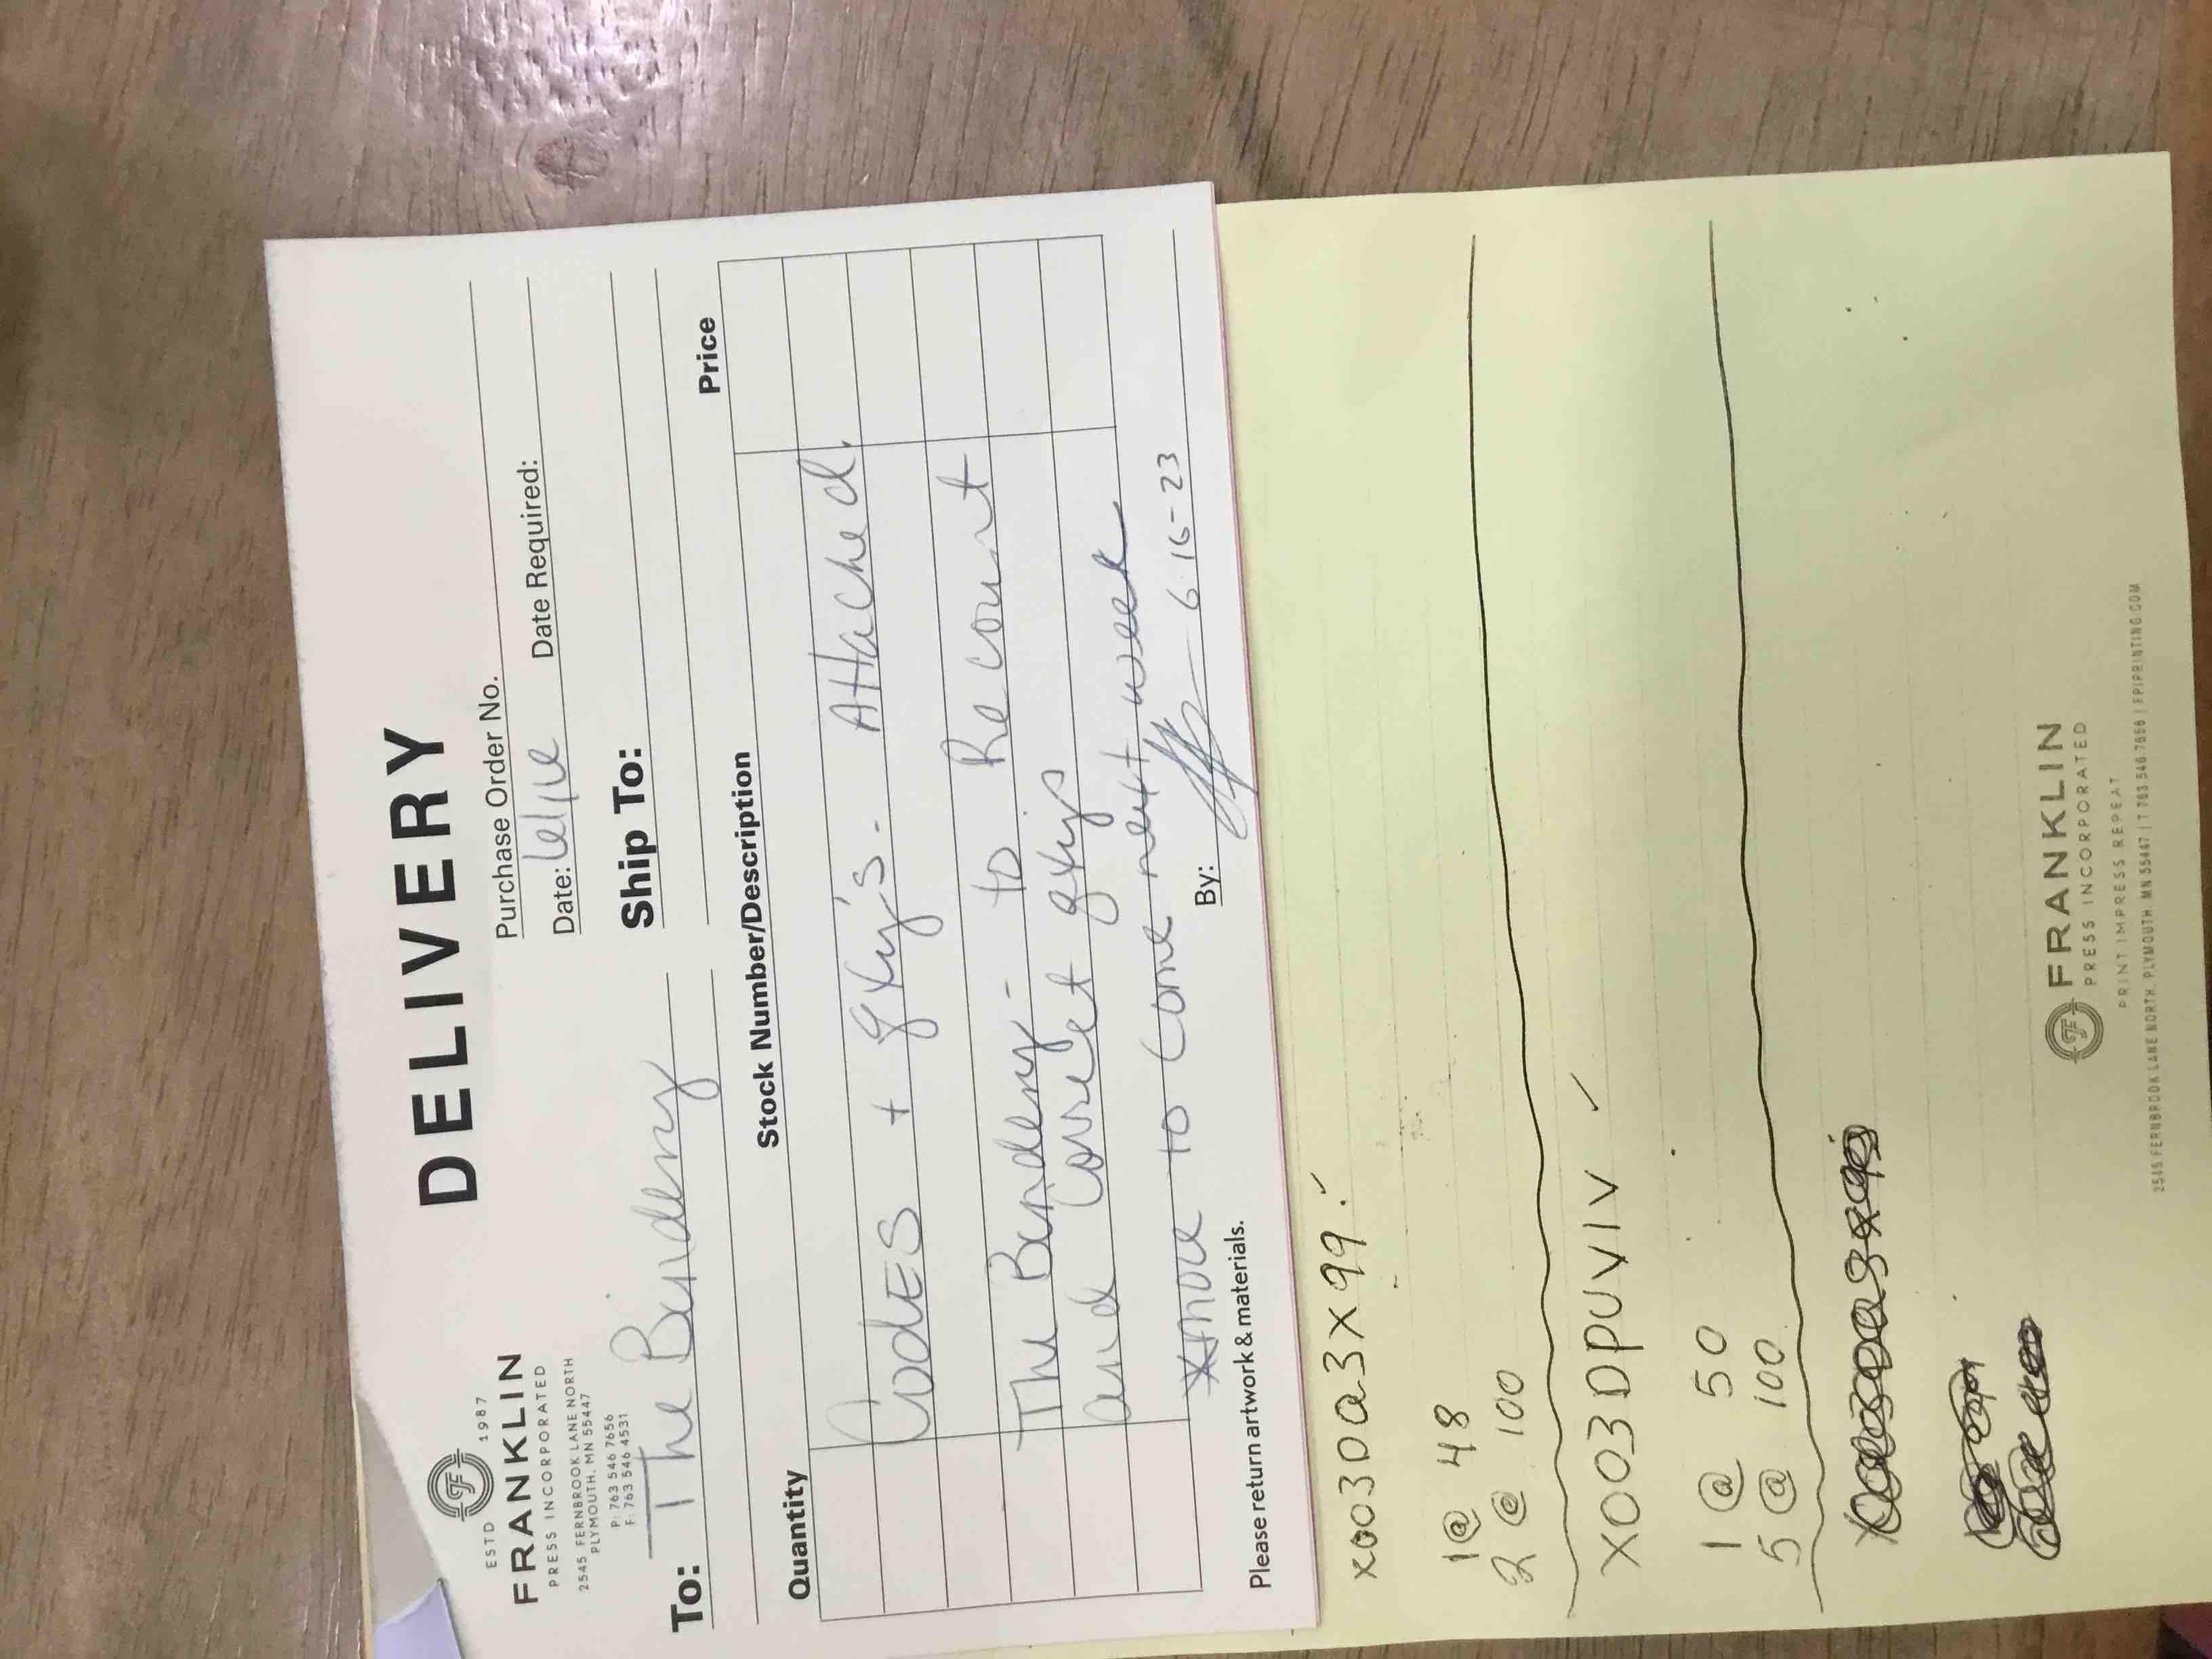 ESTD 1987
FRANKLIN
PRESS INCORPORATED
2545 FERNBROOK LANE NORTH
PLYMOUTH, MN 55447
P: 763 546 7656
F: 763 546 4531
DELIVERY
Purchase Order No.
Date: Date Required:
To: The Bindery
Ship To:
Quantity Stock Number/Description Price
Codes + qty's. Attached.
The Bindery - to Recount
and Correct qtys
*more to come next week
By: 6-16-23
Please return artwork & materials.
X003Da3X99 ✓
1@ 48
2 @ 100
X003DPUVIV ✓
1 @ 50
5 @ 100
FRANKLIN
PRESS INCORPORATED
PRINT IMPRESS REPEAT
2545 FERNBROOK LANE NORTH, PLYMOUTH, MN 55447 | T 763.546.7656 | FPIPRINTING.COM